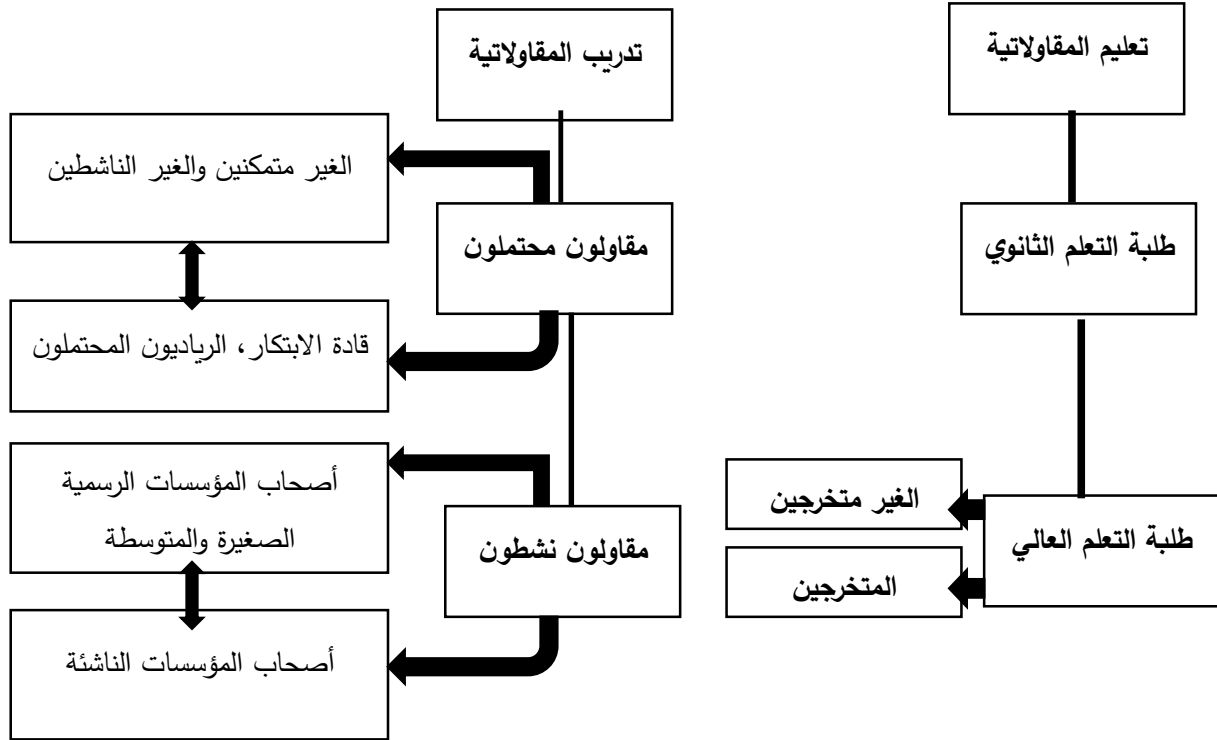 تعليم المقاولاتية
تدريب المقاولاتية
طلبة التعلم الثانوي
مقاولون محتملون
الغير متمكنين والغير الناشطين
قادة الابتكار، الرياديون المحتملون
طلبة التعلم العالي
الغير متخرجين
المتخرجين
مقاولون نشطون
أصحاب المؤسسات الرسمية
الصغيرة والمتوسطة
أصحاب المؤسسات الناشئة